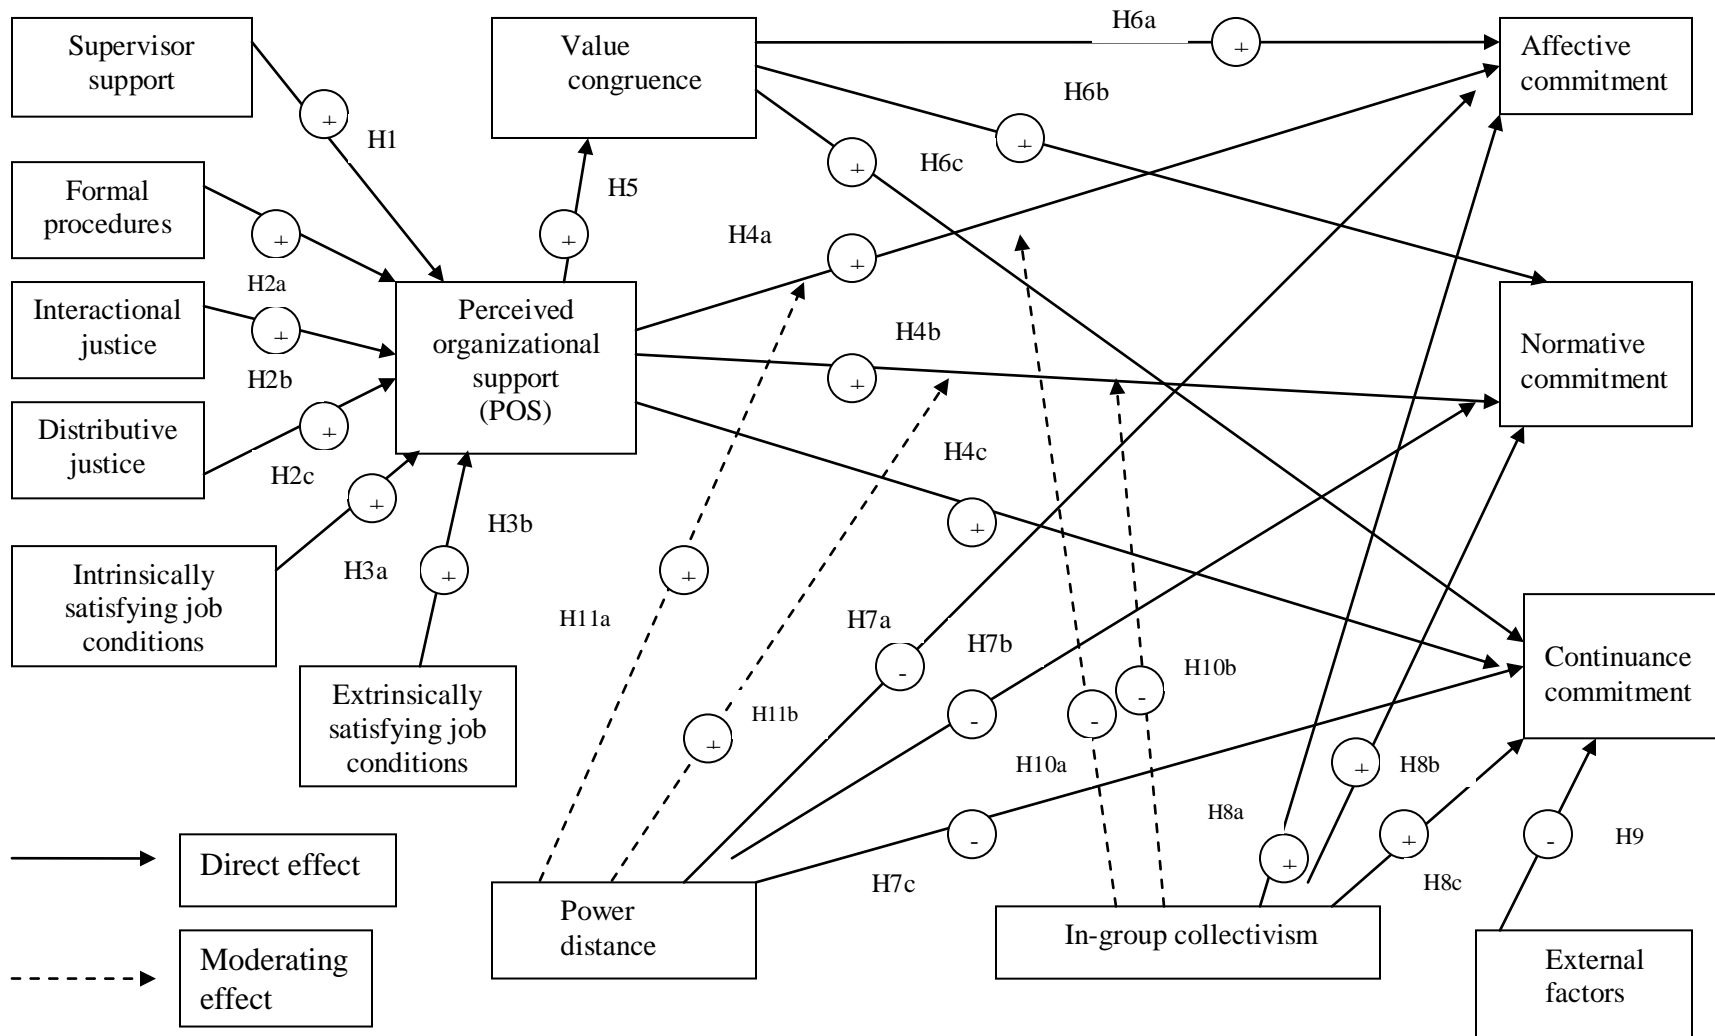 Supervisor
support
+
H1
Value
congruence
H6a
+
Affective
commitment
H6b
+
H6c
+
Formal
procedures
+
H2a
H5
+
H4a
+
Interactional
justice
+
H2b
Perceived
organizational
support
(POS)
H4b
+
Normative
commitment
Distributive
justice
+
H2c
H4c
+
+
H3a
H3b
+
Intrinsically
satisfying job
conditions
H11a
+
H7a
-
H7b
-
H10b
-
-
H10a
Continuance
commitment
Extrinsically
satisfying job
conditions
H11b
+
+
H8b
H8a
+
+
H8c
-
H9
-
H7c
Direct effect
Power
distance
In-group collectivism
External
factors
Moderating
effect